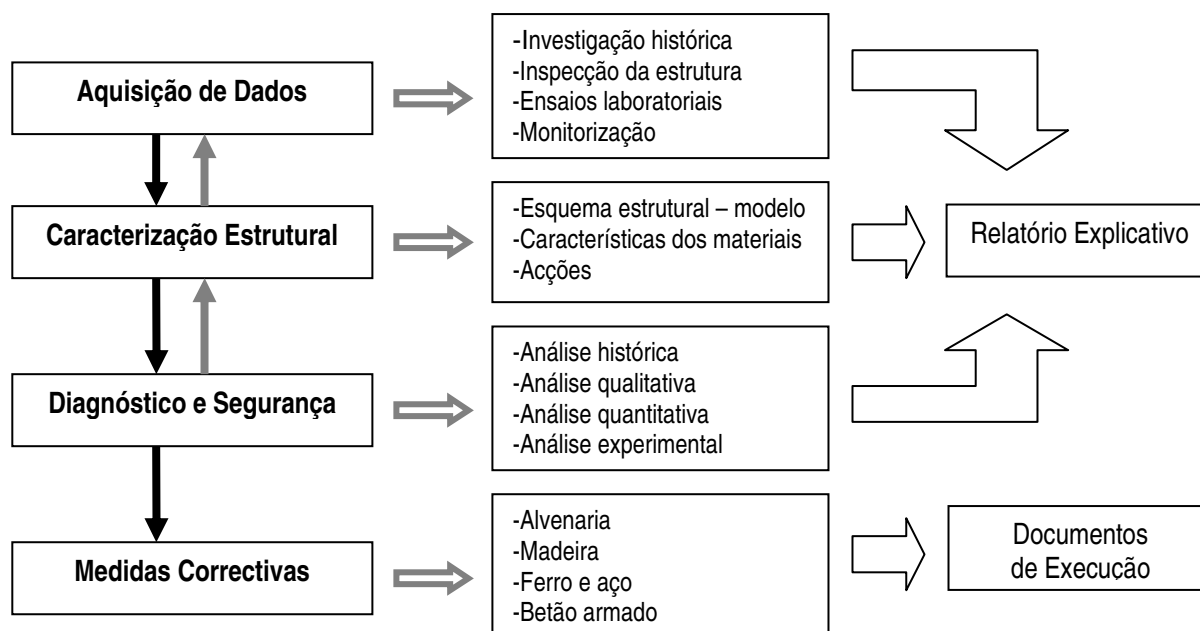 Aquisição de Dados
-Investigação histórica
-Inspecção da estrutura
-Ensaios laboratoriais
-Monitorização
Caracterização Estrutural
-Esquema estrutural – modelo
-Características dos materiais
-Acções
Relatório Explicativo
Diagnóstico e Segurança
-Análise histórica
-Análise qualitativa
-Análise quantitativa
-Análise experimental
Medidas Correctivas
-Alvenaria
-Madeira
-Ferro e aço
-Betão armado
Documentos
de Execução